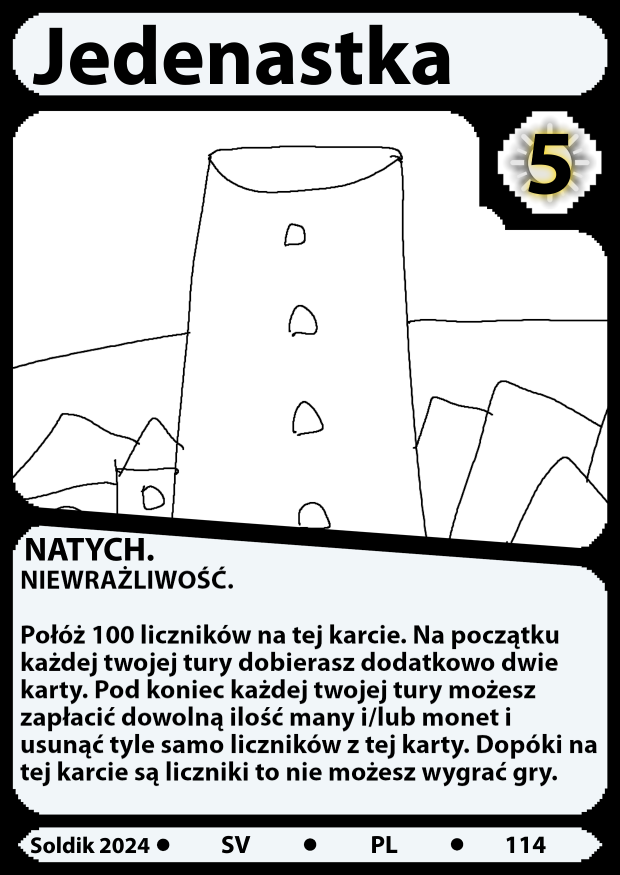 Jedenastka
5
NATYCH.
NIEWRAŻLIWOŚĆ.
Połóż 100 liczników na tej karcie. Na początku
każdej twojej tury dobierasz dodatkowo dwie
karty. Pod koniec każdej twojej tury możesz
zapłacić dowolną ilość many i/lub monet i
usunąć tyle samo liczników z tej karty. Dopóki na
tej karcie są liczniki to nie możesz wygrać gry.
Soldik 2024 ● SV ● PL ● 114